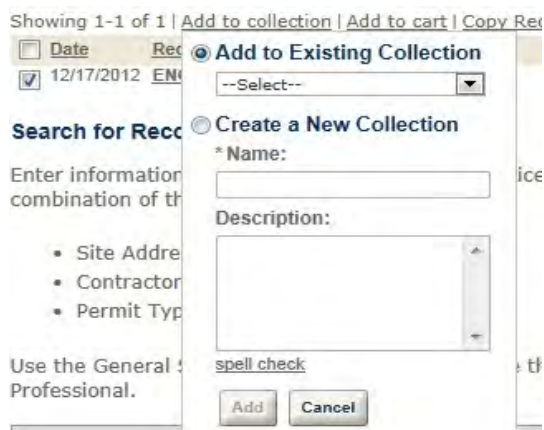 Showing 1-1 of 1 | Add to collection | Add to cart | Copy Rec
Date Rec
12/17/2012 ENG
Add to Existing Collection
--Select--
Create a New Collection
* Name:
Description:
spell check
Add Cancel
Search for Reco
Enter information ice
combination of th
• Site Addre
• Contractor
• Permit Typ
Use the General S e th
Professional.